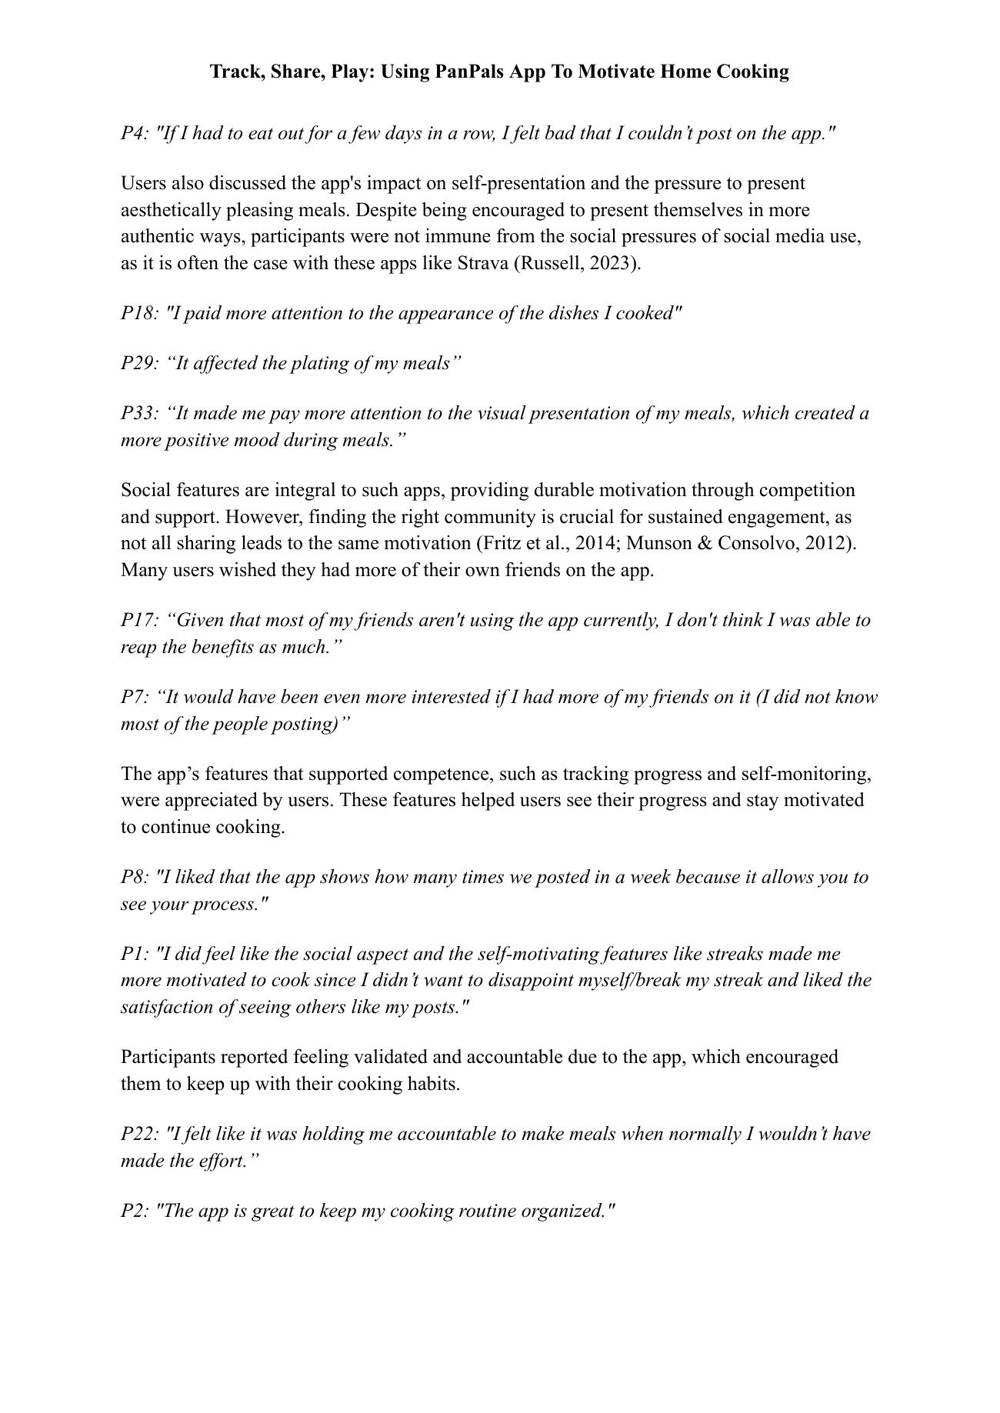 Track, Share, Play: Using PanPals App To Motivate Home Cooking
P4: "If I had to eat out for a few days in a row, I felt bad that I couldn’t post on the app."
Users also discussed the app's impact on self-presentation and the pressure to present
aesthetically pleasing meals. Despite being encouraged to present themselves in more
authentic ways, participants were not immune from the social pressures of social media use,
as it is often the case with these apps like Strava (Russell, 2023).
P18: "I paid more attention to the appearance of the dishes I cooked"
P29: “It affected the plating of my meals”
P33: “It made me pay more attention to the visual presentation of my meals, which created a
more positive mood during meals.”
Social features are integral to such apps, providing durable motivation through competition
and support. However, finding the right community is crucial for sustained engagement, as
not all sharing leads to the same motivation (Fritz et al., 2014; Munson & Consolvo, 2012).
Many users wished they had more of their own friends on the app.
P17: “Given that most of my friends aren't using the app currently, I don't think I was able to
reap the benefits as much.”
P7: “It would have been even more interested if I had more of my friends on it (I did not know
most of the people posting)”
The app’s features that supported competence, such as tracking progress and self-monitoring,
were appreciated by users. These features helped users see their progress and stay motivated
to continue cooking.
P8: "I liked that the app shows how many times we posted in a week because it allows you to
see your process."
P1: "I did feel like the social aspect and the self-motivating features like streaks made me
more motivated to cook since I didn’t want to disappoint myself/break my streak and liked the
satisfaction of seeing others like my posts."
Participants reported feeling validated and accountable due to the app, which encouraged
them to keep up with their cooking habits.
P22: "I felt like it was holding me accountable to make meals when normally I wouldn’t have
made the effort.”
P2: "The app is great to keep my cooking routine organized."